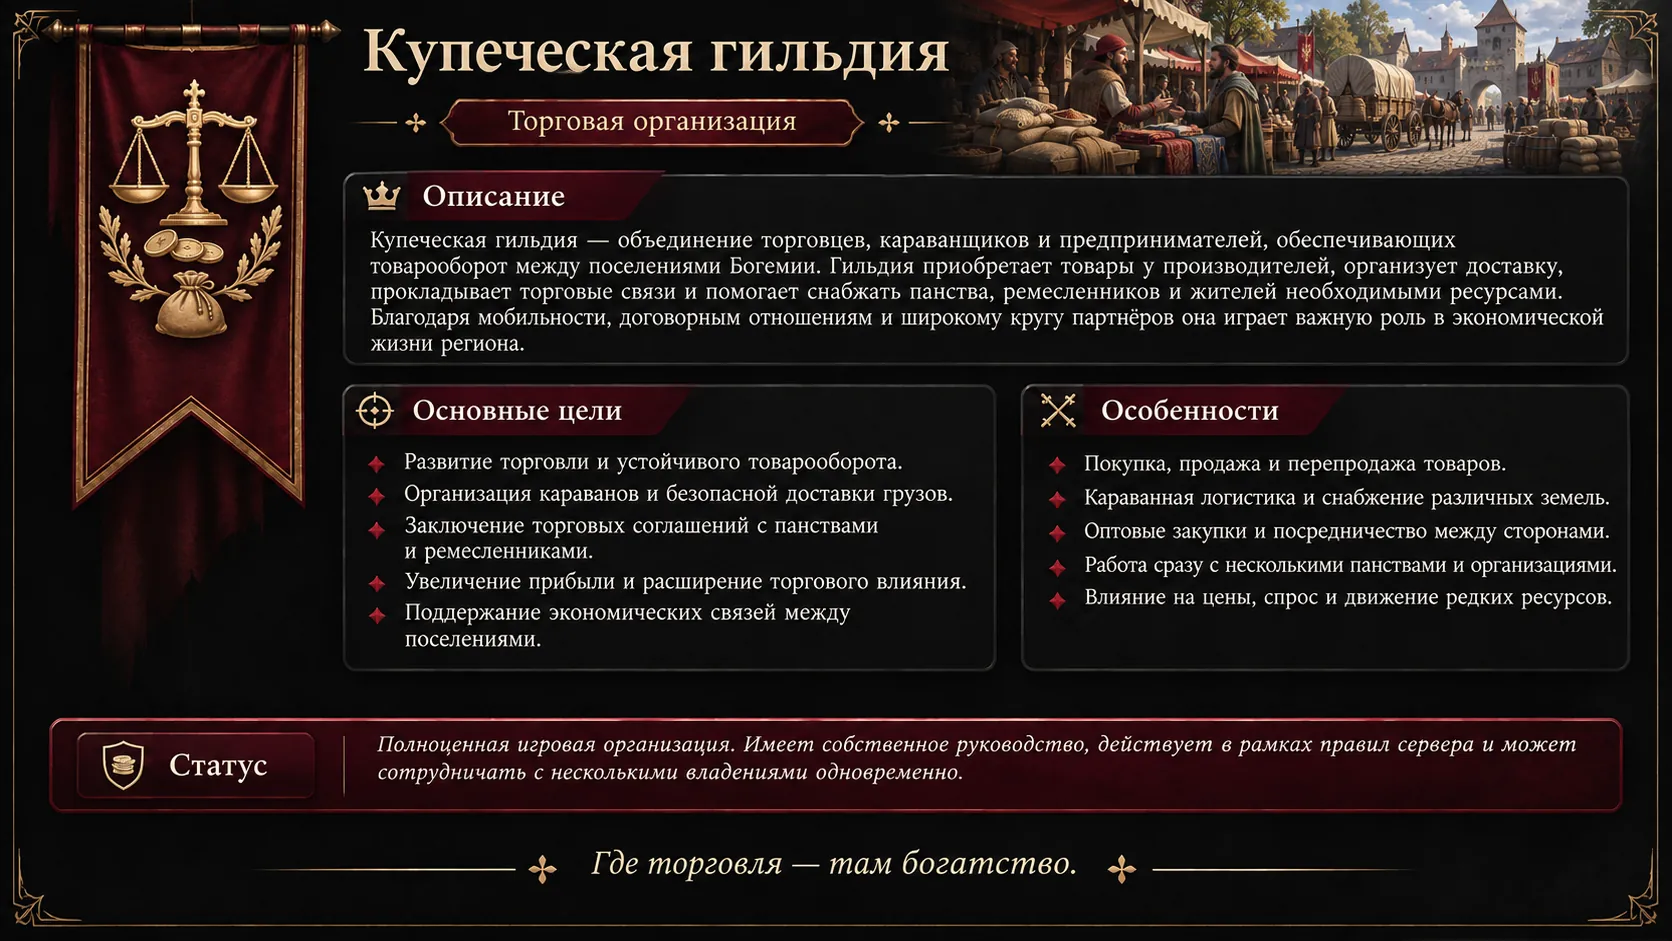 Купеческая гильдия
Торговая организация
Описание
Купеческая гильдия — объединение торговцев, караванщиков и предпринимателей, обеспечивающих
товарооборот между поселениями Богемии. Гильдия приобретает товары у производителей, организует доставку,
прокладывает торговые связи и помогает снабжать панства, ремесленников и жителей необходимыми ресурсами.
Благодаря мобильности, договорным отношениям и широкому кругу партнёров она играет важную роль в экономической
жизни региона.
Основные цели
Развитие торговли и устойчивого товарооборота.
Организация караванов и безопасной доставки грузов.
Заключение торговых соглашений с панствами
и ремесленниками.
Увеличение прибыли и расширение торгового влияния.
Поддержание экономических связей между
поселениями.
Особенности
Покупка, продажа и перепродажа товаров.
Караванная логистика и снабжение различных земель.
Оптовые закупки и посредничество между сторонами.
Работа сразу с несколькими панствами и организациями.
Влияние на цены, спрос и движение редких ресурсов.
Статус
Полноценная игровая организация. Имеет собственное руководство, действует в рамках правил сервера и может
сотрудничать с несколькими владениями одновременно.
Где торговля — там богатство.